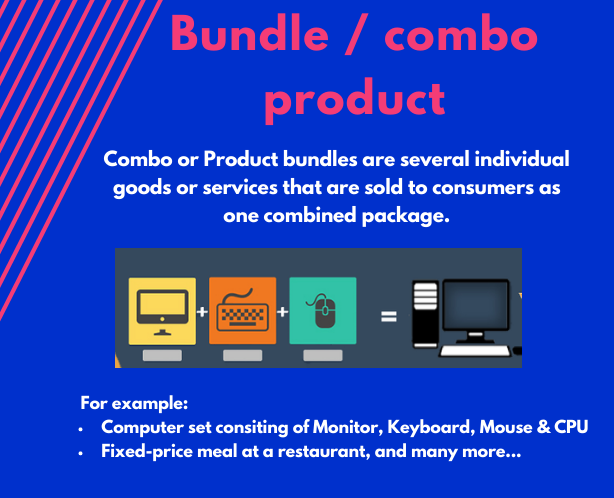 Bundle / combo
product
Combo or Product bundles are several individual
goods or services that are sold to consumers as
one combined package.
+ + =
For example:
• Computer set consiting of Monitor, Keyboard, Mouse & CPU
• Fixed-price meal at a restaurant, and many more...